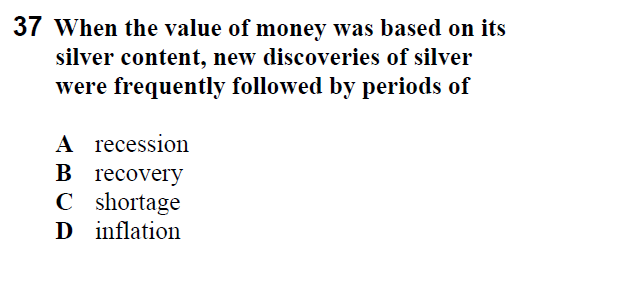 37 When the value of money was based on its
silver content, new discoveries of silver
were frequently followed by periods of
A recession
B recovery
C shortage
D inflation